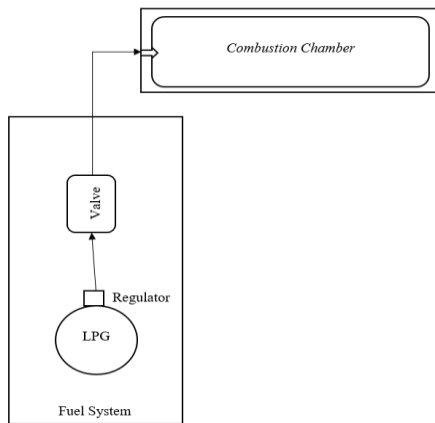 Combustion Chamber
Valve
Regulator
LPG
Fuel System